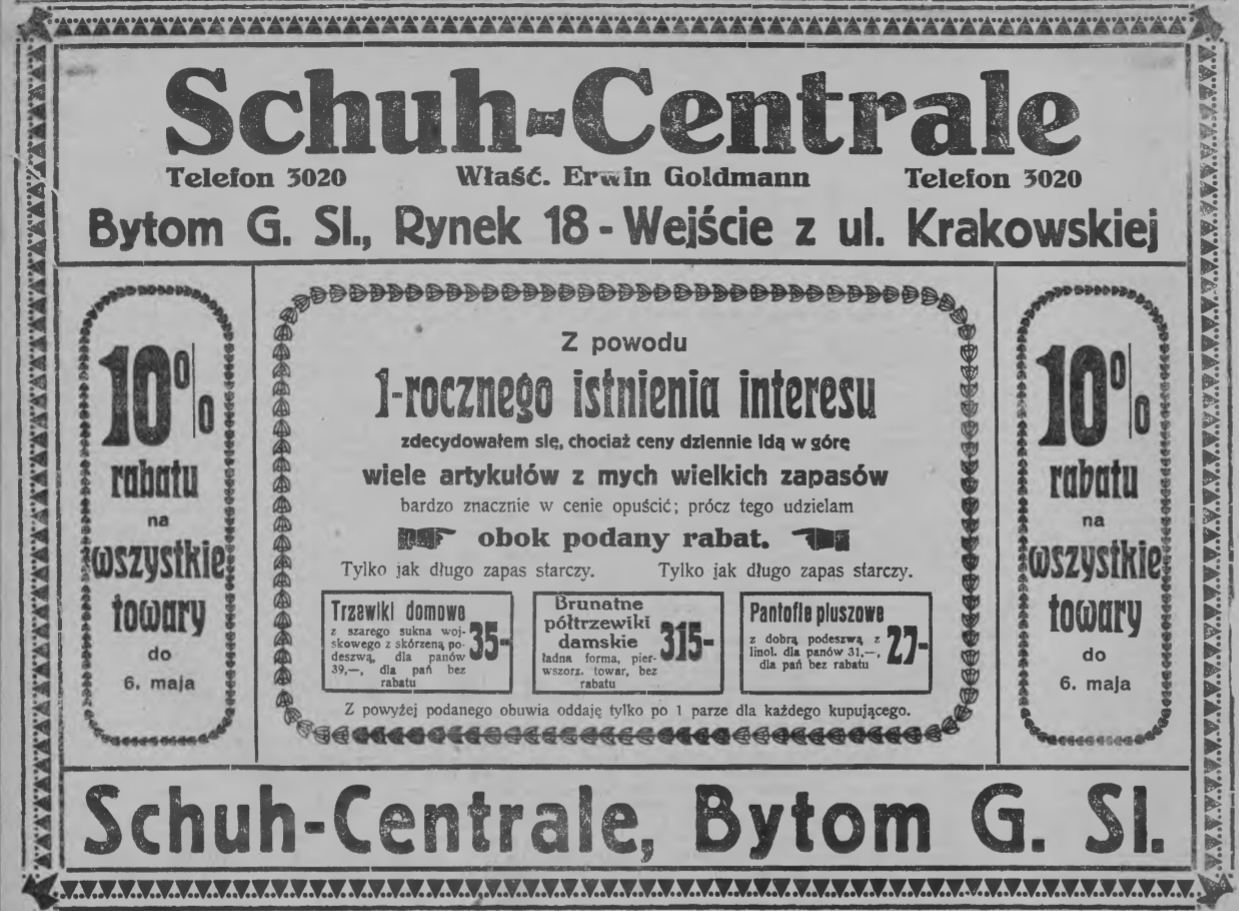 Schuh-Centrale
Telefon 3020 Właść. Erwin Goldmann Telefon 3020
Bytom G. Sl., Rynek 18 - Wejście z ul. Krakowskiej
10%
rabatu
na
wszystkie
towary
do
6. maja
Z powodu
1-rocznego istnienia interesu
zdecydowałem się, chociaż ceny dziennie idą w górę
wiele artykułów z mych wielkich zapasów
bardzo znacznie w cenie opuścić; prócz tego udzielam
obok podany rabat.
Tylko jak długo zapas starczy. Tylko jak długo zapas starczy.
Trzewiki domowe
z szarego sukna woj-
skowego z skórzeną po-
deszwą, dla panów
39,—, dla pań bez
rabatu
35-
Brunatne
półtrzewiki
damskie
ładna forma, pier-
wszorz. towar, bez
rabatu
315-
Pantofle pluszowe
z dobrą podeszwą z
linol. dla panów 31,—,
dla pań bez rabatu
27-
Z powyżej podanego obuwia oddaję tylko po 1 parze dla każdego kupującego.
10%
rabatu
na
wszystkie
towary
do
6. maja
Schuh-Centrale, Bytom G. Sl.